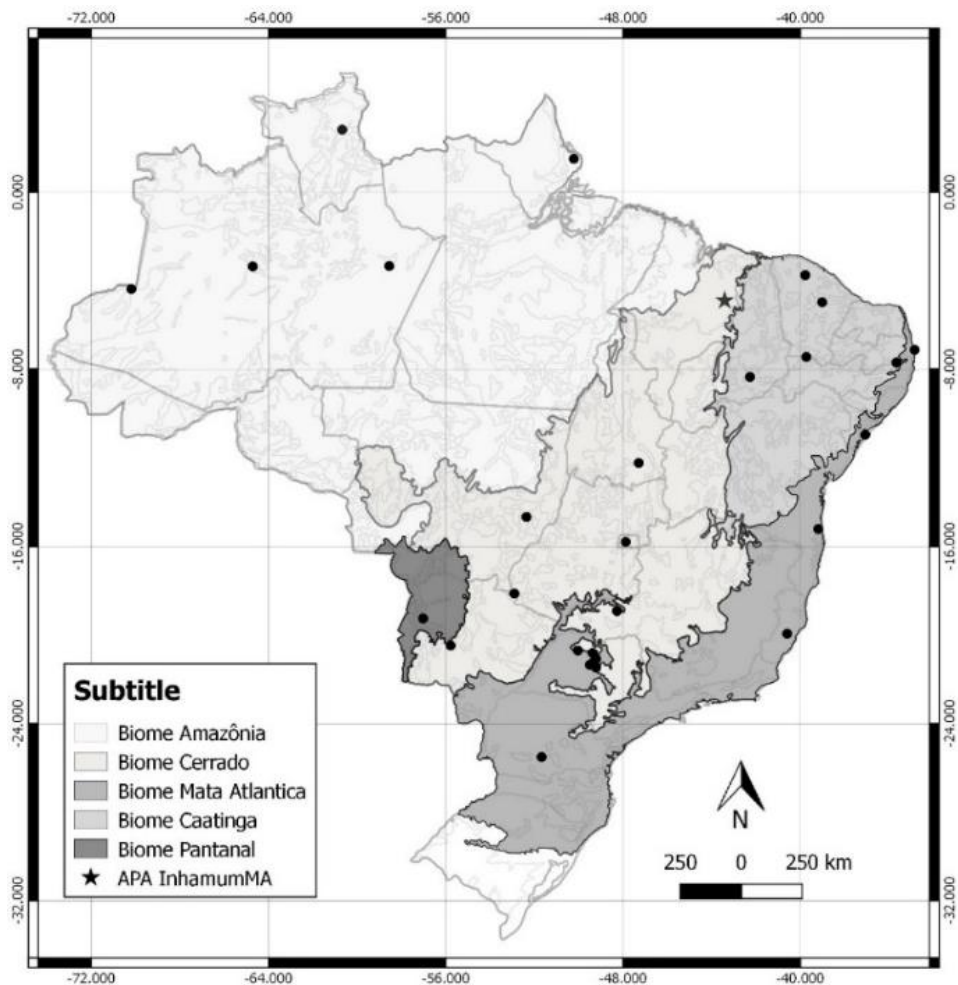 -72.000 -64.000 -56.000 -48.000 -40.000
0.000 0.000
-8.000 -8.000
-16.000 -16.000
-24.000 -24.000
-32.000 -32.000
Subtitle
Biome Amazônia
Biome Cerrado
Biome Mata Atlantica
Biome Caatinga
Biome Pantanal
APA InhamumMA
N
250 0 250 km
-72.000 -64.000 -56.000 -48.000 -40.000